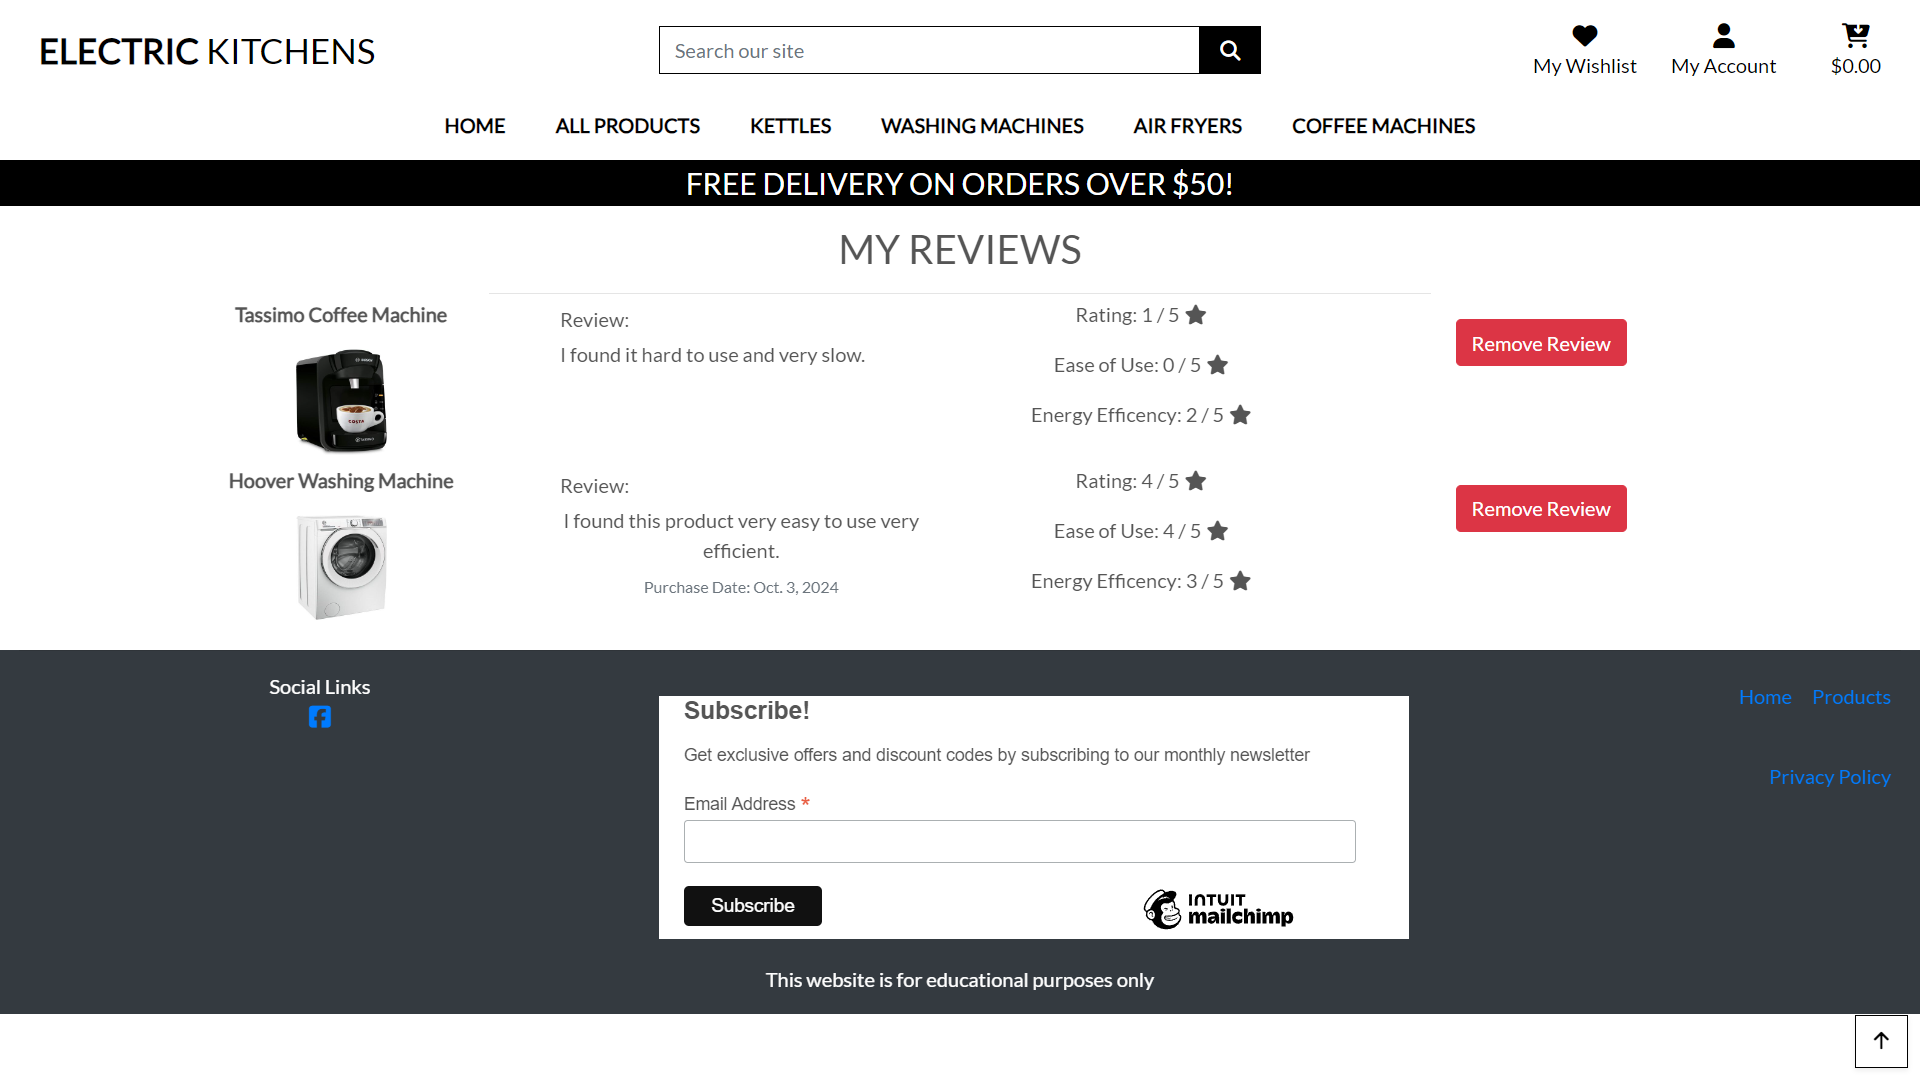 ELECTRIC KITCHENS
Search our site
My Wishlist
My Account
$0.00
HOME
ALL PRODUCTS
KETTLES
WASHING MACHINES
AIR FRYERS
COFFEE MACHINES
FREE DELIVERY ON ORDERS OVER $50!
MY REVIEWS
Tassimo Coffee Machine
COSTA
Review:
I found it hard to use and very slow.
Rating: 1 / 5
Ease of Use: 0 / 5
Energy Efficency: 2 / 5
Remove Review
Hoover Washing Machine
Review:
I found this product very easy to use very
efficient.
Purchase Date: Oct. 3, 2024
Rating: 4 / 5
Ease of Use: 4 / 5
Energy Efficency: 3 / 5
Remove Review
Social Links
Subscribe!
Get exclusive offers and discount codes by subscribing to our monthly newsletter
Email Address *
Subscribe
INTUIT
mailchimp
Home
Products
Privacy Policy
This website is for educational purposes only